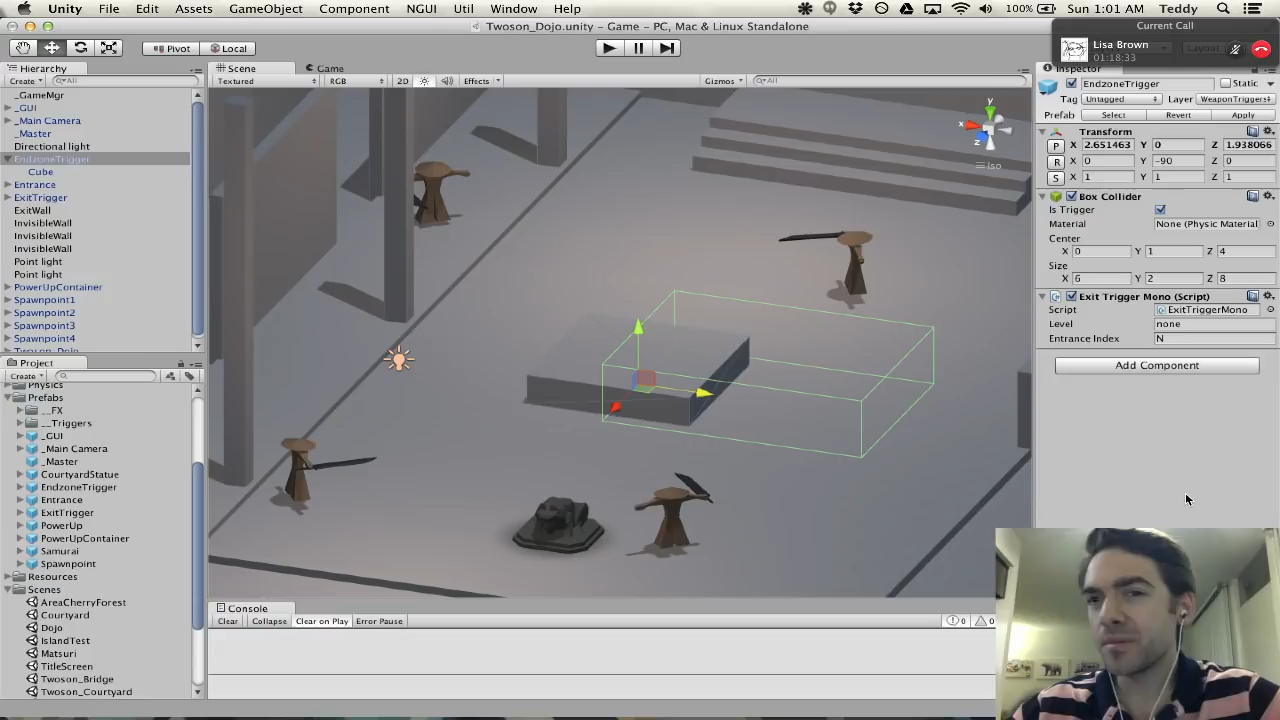 Unity File Edit Assets GameObject Component NGUI Util Window Help 100% Sun 1:01 AM Teddy
Twoson_Dojo.unity - Game - PC, Mac & Linux Standalone
Current Call
Lisa Brown
01:18:33
Pivot Local
Hierarchy
Create All
_GameMgr
_GUI
_Main Camera
_Master
Directional light
EndzoneTrigger
Cube
Entrance
ExitTrigger
ExitWall
InvisibleWall
InvisibleWall
InvisibleWall
Point light
Point light
PowerUpContainer
Spawnpoint1
Spawnpoint2
Spawnpoint3
Spawnpoint4
Twoson_Dojo
Project
Create
Physics
Prefabs
__FX
__Triggers
_GUI
_Main Camera
_Master
CourtyardStatue
EndzoneTrigger
Entrance
ExitTrigger
PowerUp
PowerUpContainer
Samurai
Spawnpoint
Resources
Scenes
AreaCherryForest
Courtyard
Dojo
IslandTest
Matsuri
TitleScreen
Twoson_Bridge
Twoson_Courtyard
Scene Game
Textured RGB 2D Effects Gizmos All
y
x
z
Iso
Console
Clear Collapse Clear on Play Error Pause 0 0
Inspector
EndzoneTrigger Static
Tag Untagged Layer WeaponTriggers
Prefab Select Revert Apply
Transform
P X 2.651463 Y 0 Z 1.938066
R X 0 Y -90 Z 0
S X 1 Y 1 Z 1
Box Collider
Is Trigger
Material None (Physic Material
Center
X 0 Y 1 Z 4
Size
X 6 Y 2 Z 8
Exit Trigger Mono (Script)
Script ExitTriggerMono
Level none
Entrance Index N
Add Component